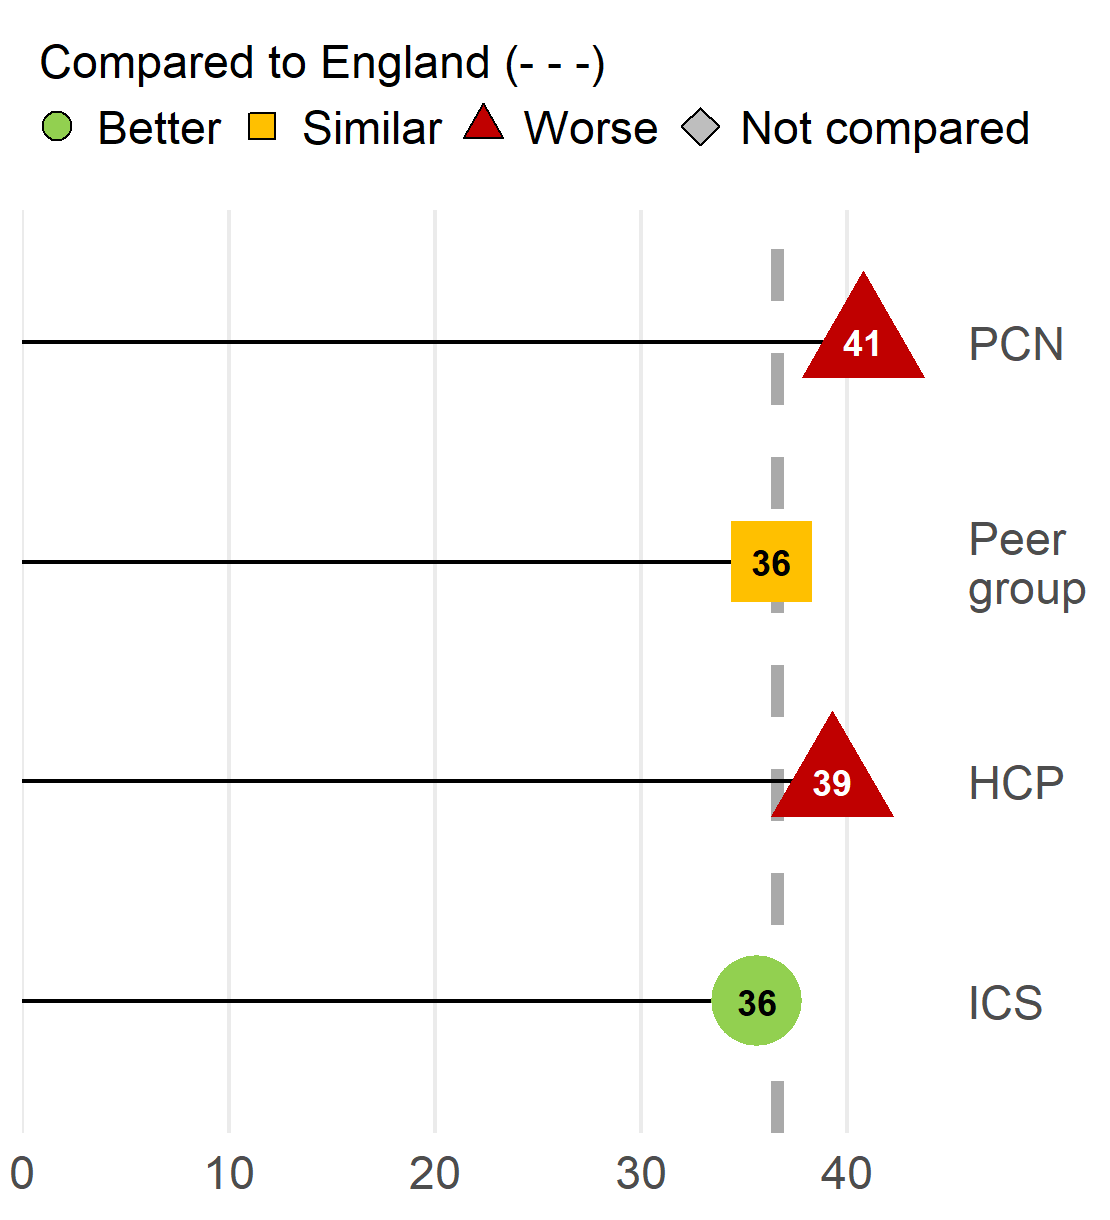 Compared to England (- - -)
Better Similar Worse Not compared
41 PCN
36 Peer
group
39 HCP
36 ICS
0 10 20 30 40